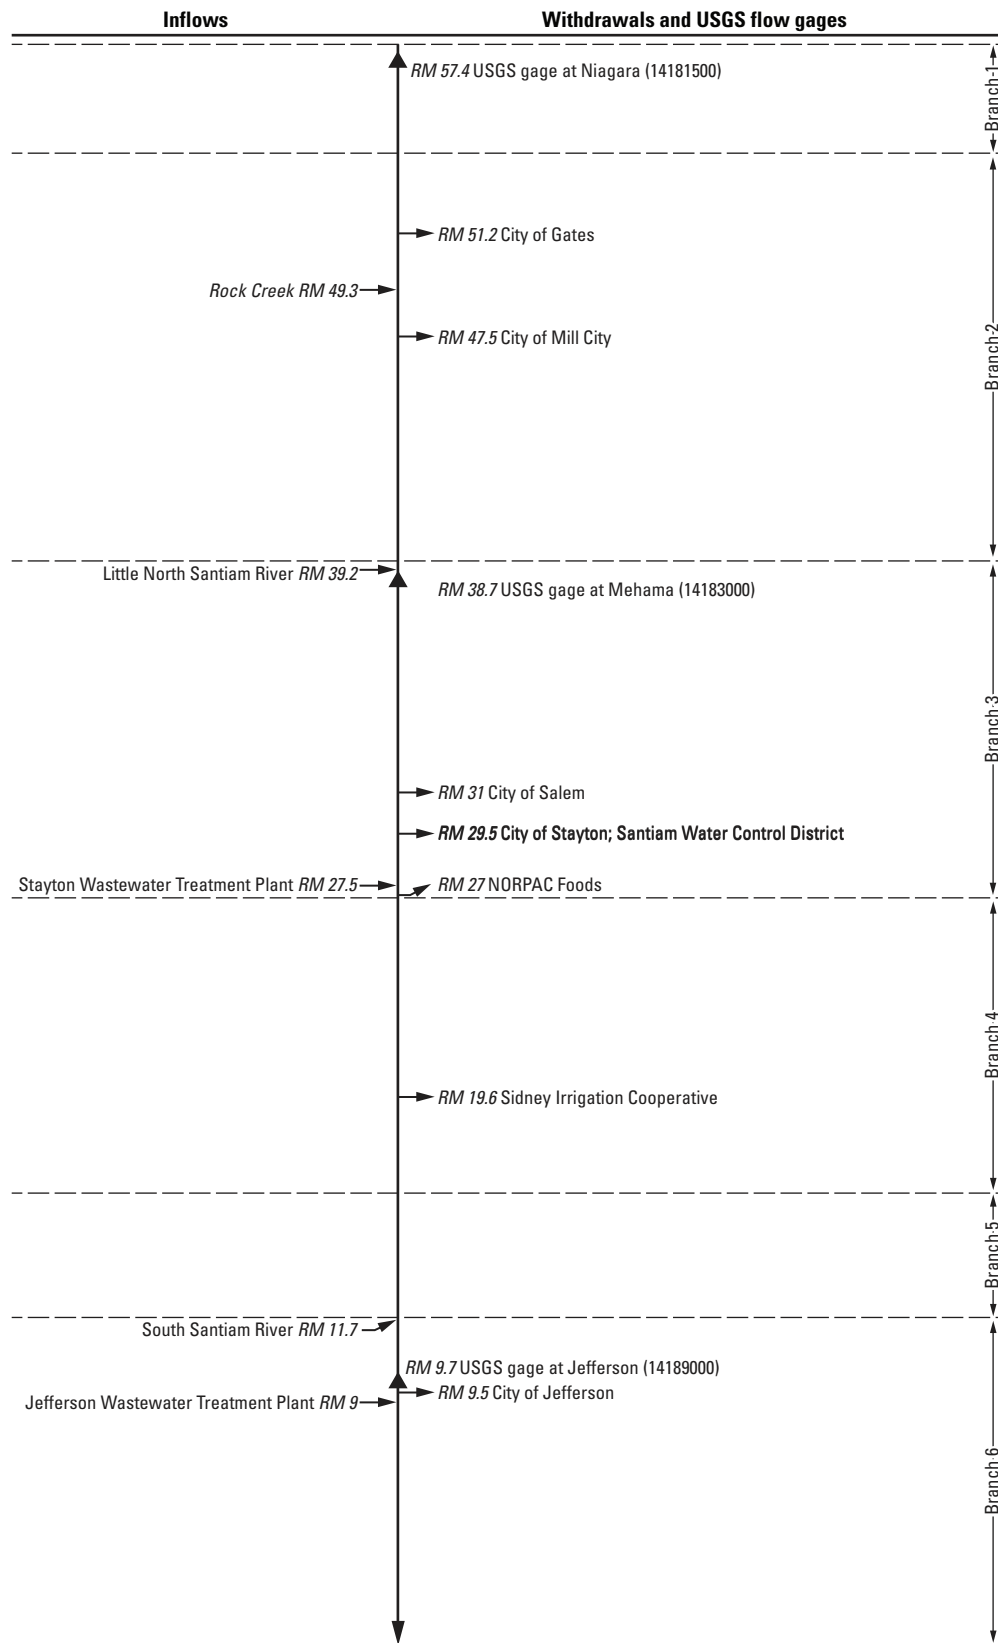 Inflows
Withdrawals and USGS flow gages
RM 57.4 USGS gage at Niagara (14181500)
Branch 1
RM 51.2 City of Gates
Rock Creek RM 49.3
RM 47.5 City of Mill City
Branch 2
Little North Santiam River RM 39.2
RM 38.7 USGS gage at Mehama (14183000)
Branch 3
RM 31 City of Salem
RM 29.5 City of Stayton; Santiam Water Control District
Stayton Wastewater Treatment Plant RM 27.5
RM 27 NORPAC Foods
Branch 4
RM 19.6 Sidney Irrigation Cooperative
Branch 5
South Santiam River RM 11.7
RM 9.7 USGS gage at Jefferson (14189000)
RM 9.5 City of Jefferson
Jefferson Wastewater Treatment Plant RM 9
Branch 6